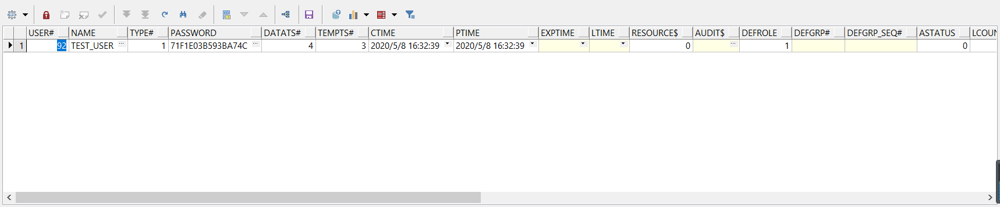 USER# NAME TYPE# PASSWORD DATATS# TEMPTS# CTIME PTIME EXPTIME LTIME RESOURCE$ AUDIT$ DEFROLE DEFGRP# DEFGRP_SEQ# ASTATUS LCOUN
1 92 TEST_USER ... 1 71F1E03B593BA74C ... 4 3 2020/5/8 16:32:39 2020/5/8 16:32:39 0 ... 1 0